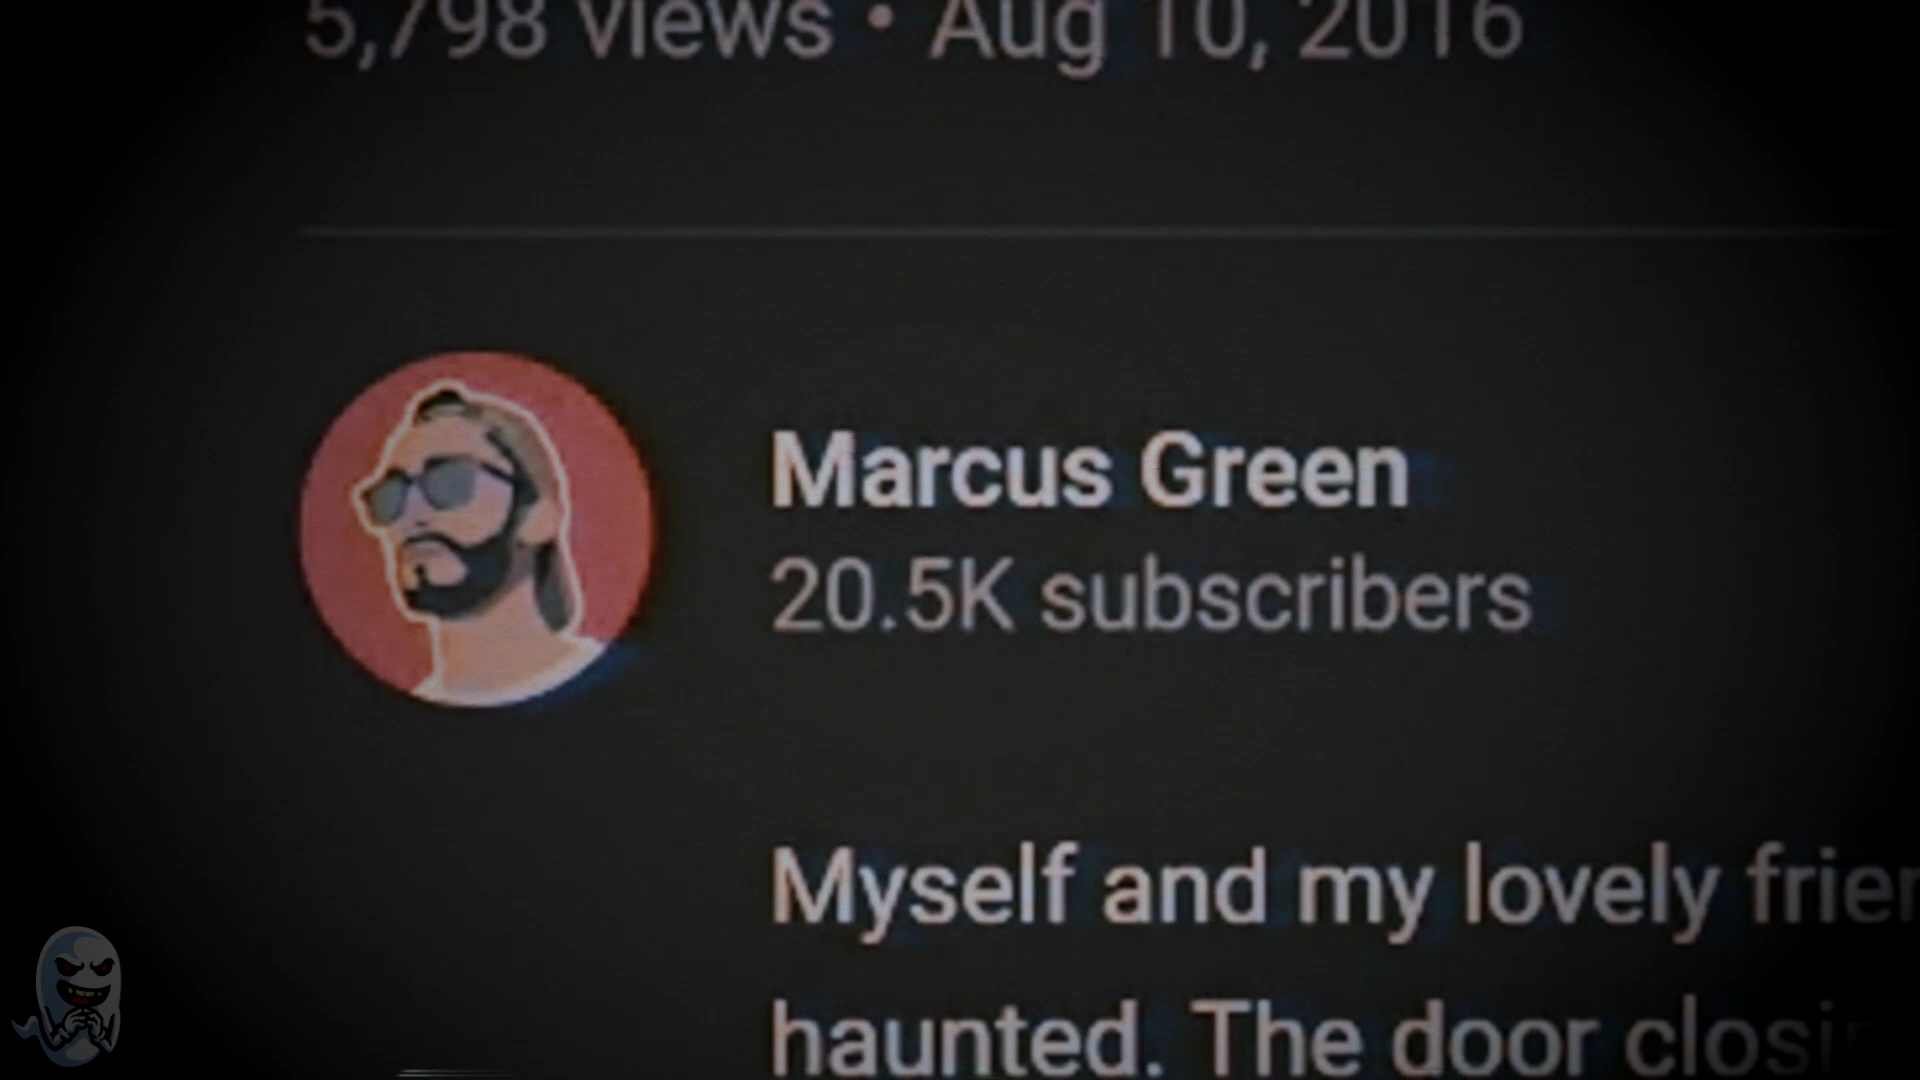 5,798 views • Aug 10, 2016
Marcus Green
20.5K subscribers
Myself and my lovely
haunted. The door